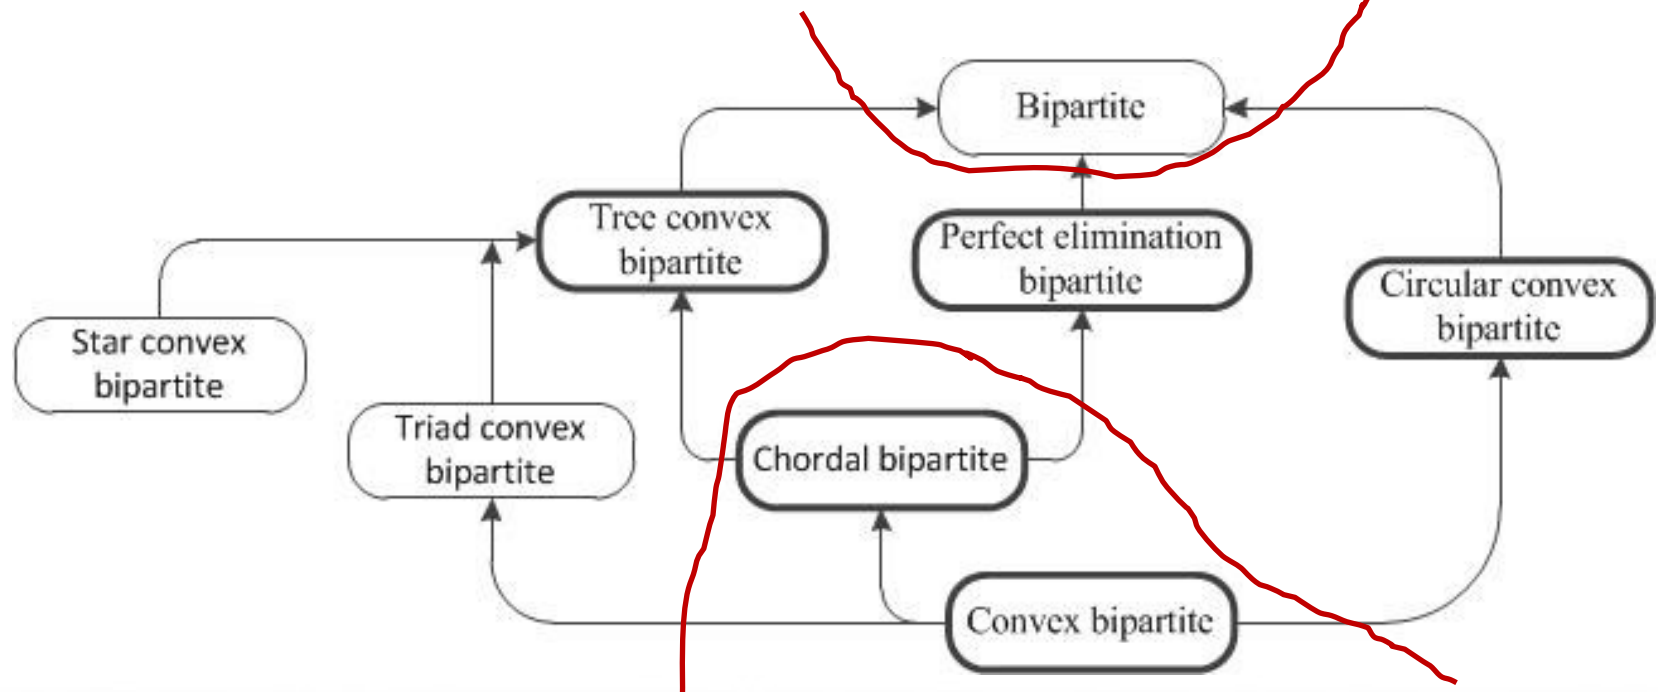 Bipartite
Tree convex
bipartite
Perfect elimination
bipartite
Circular convex
bipartite
Star convex
bipartite
Triad convex
bipartite
Chordal bipartite
Convex bipartite